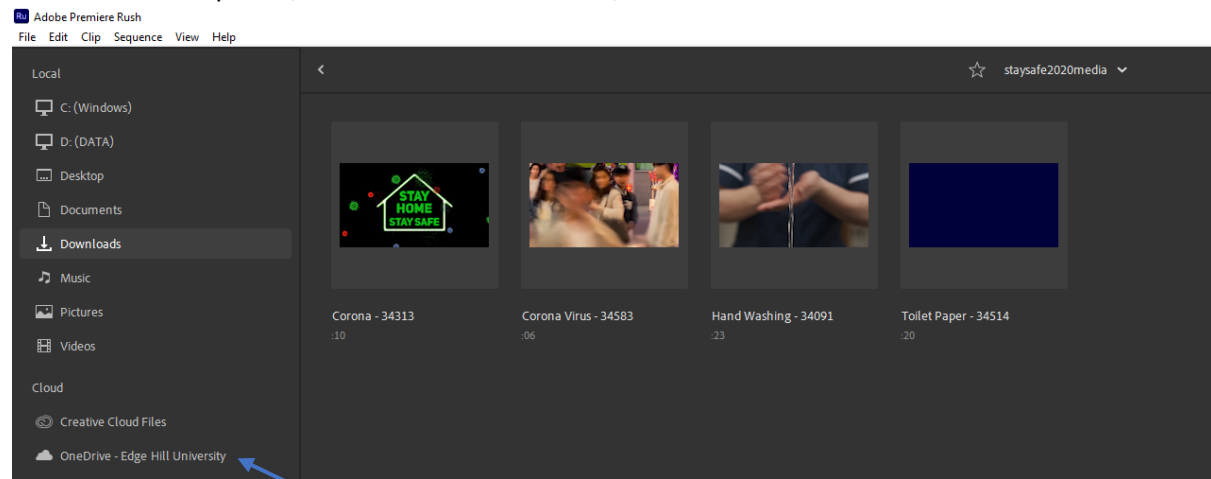 Ru Adobe Premiere Rush
File Edit Clip Sequence View Help
Local
C: (Windows)
D: (DATA)
Desktop
Documents
Downloads
Music
Pictures
Videos
Cloud
Creative Cloud Files
OneDrive - Edge Hill University
staysafe2020media
STAY
HOME
STAY SAFE
Corona - 34313
:10
Corona Virus - 34583
:06
Hand Washing - 34091
:23
Toilet Paper - 34514
:20